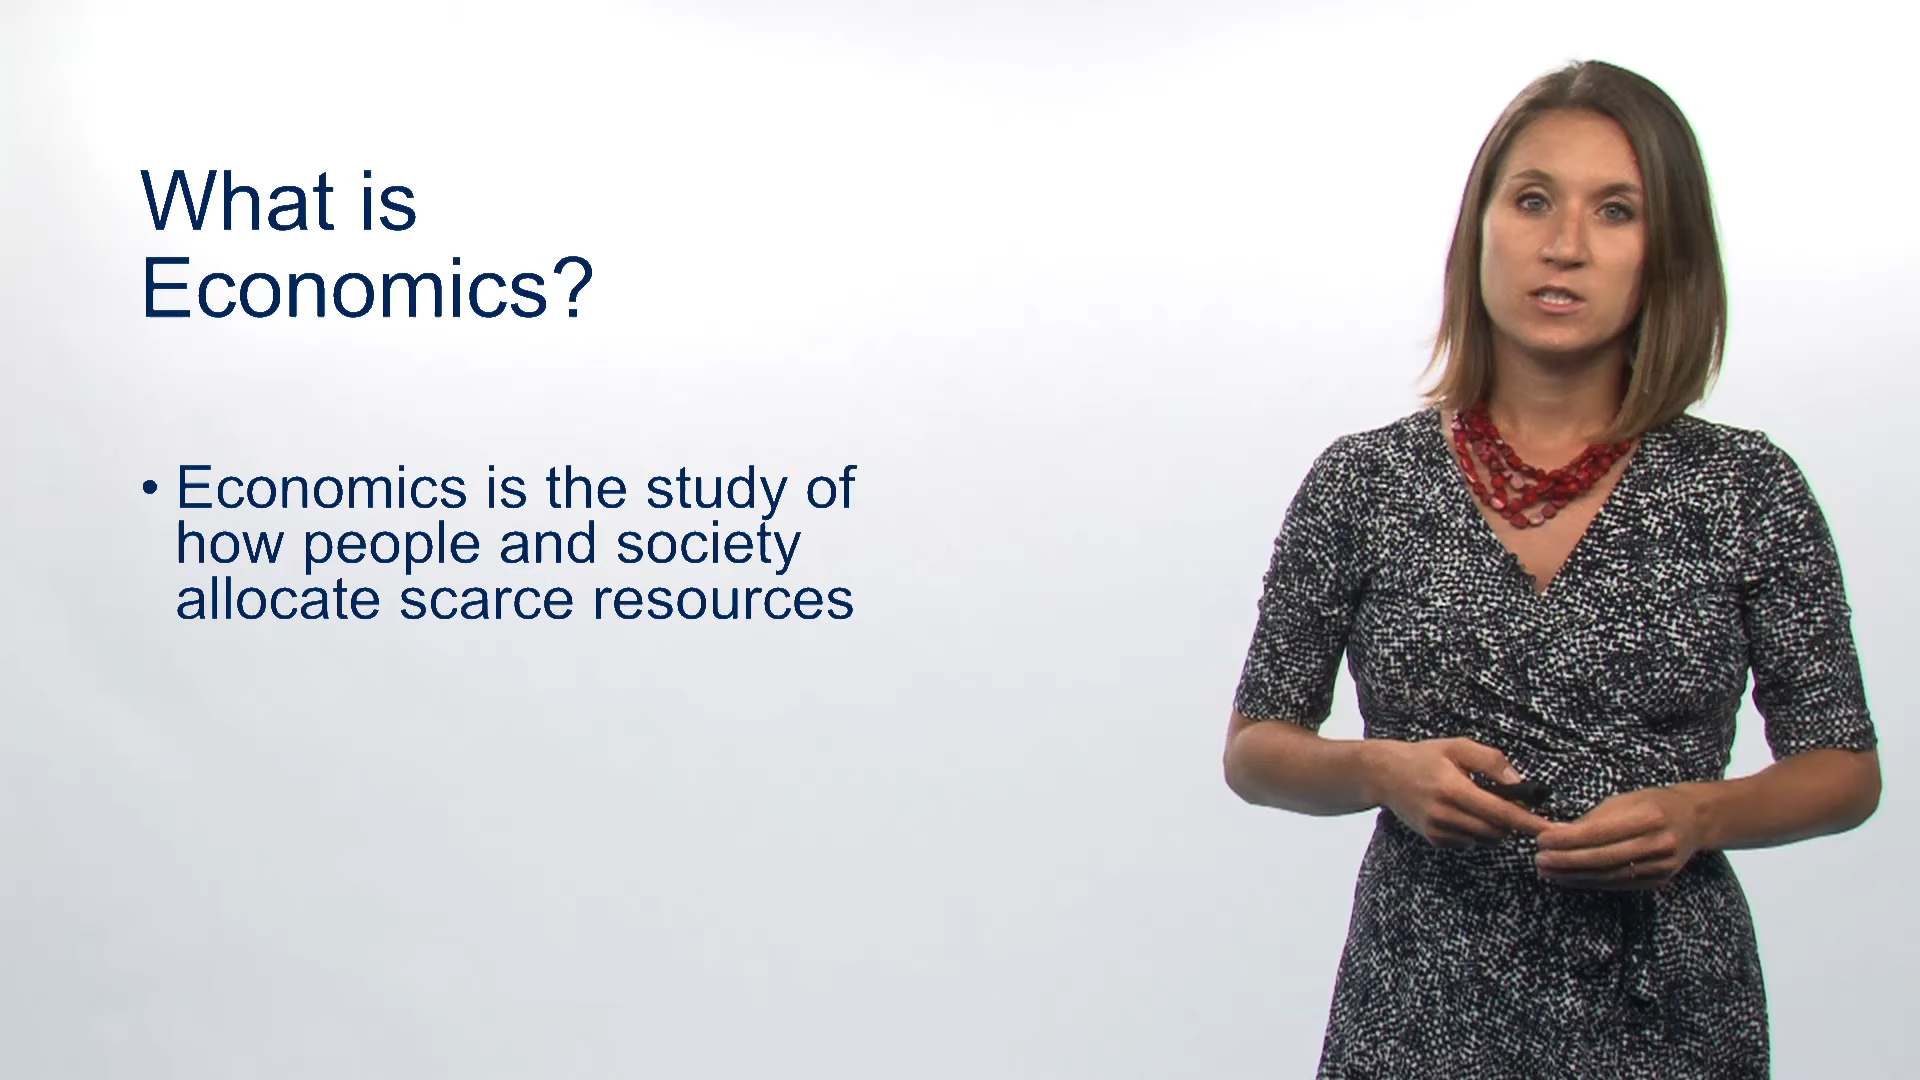 What is
Economics?
• Economics is the study of
how people and society
allocate scarce resources